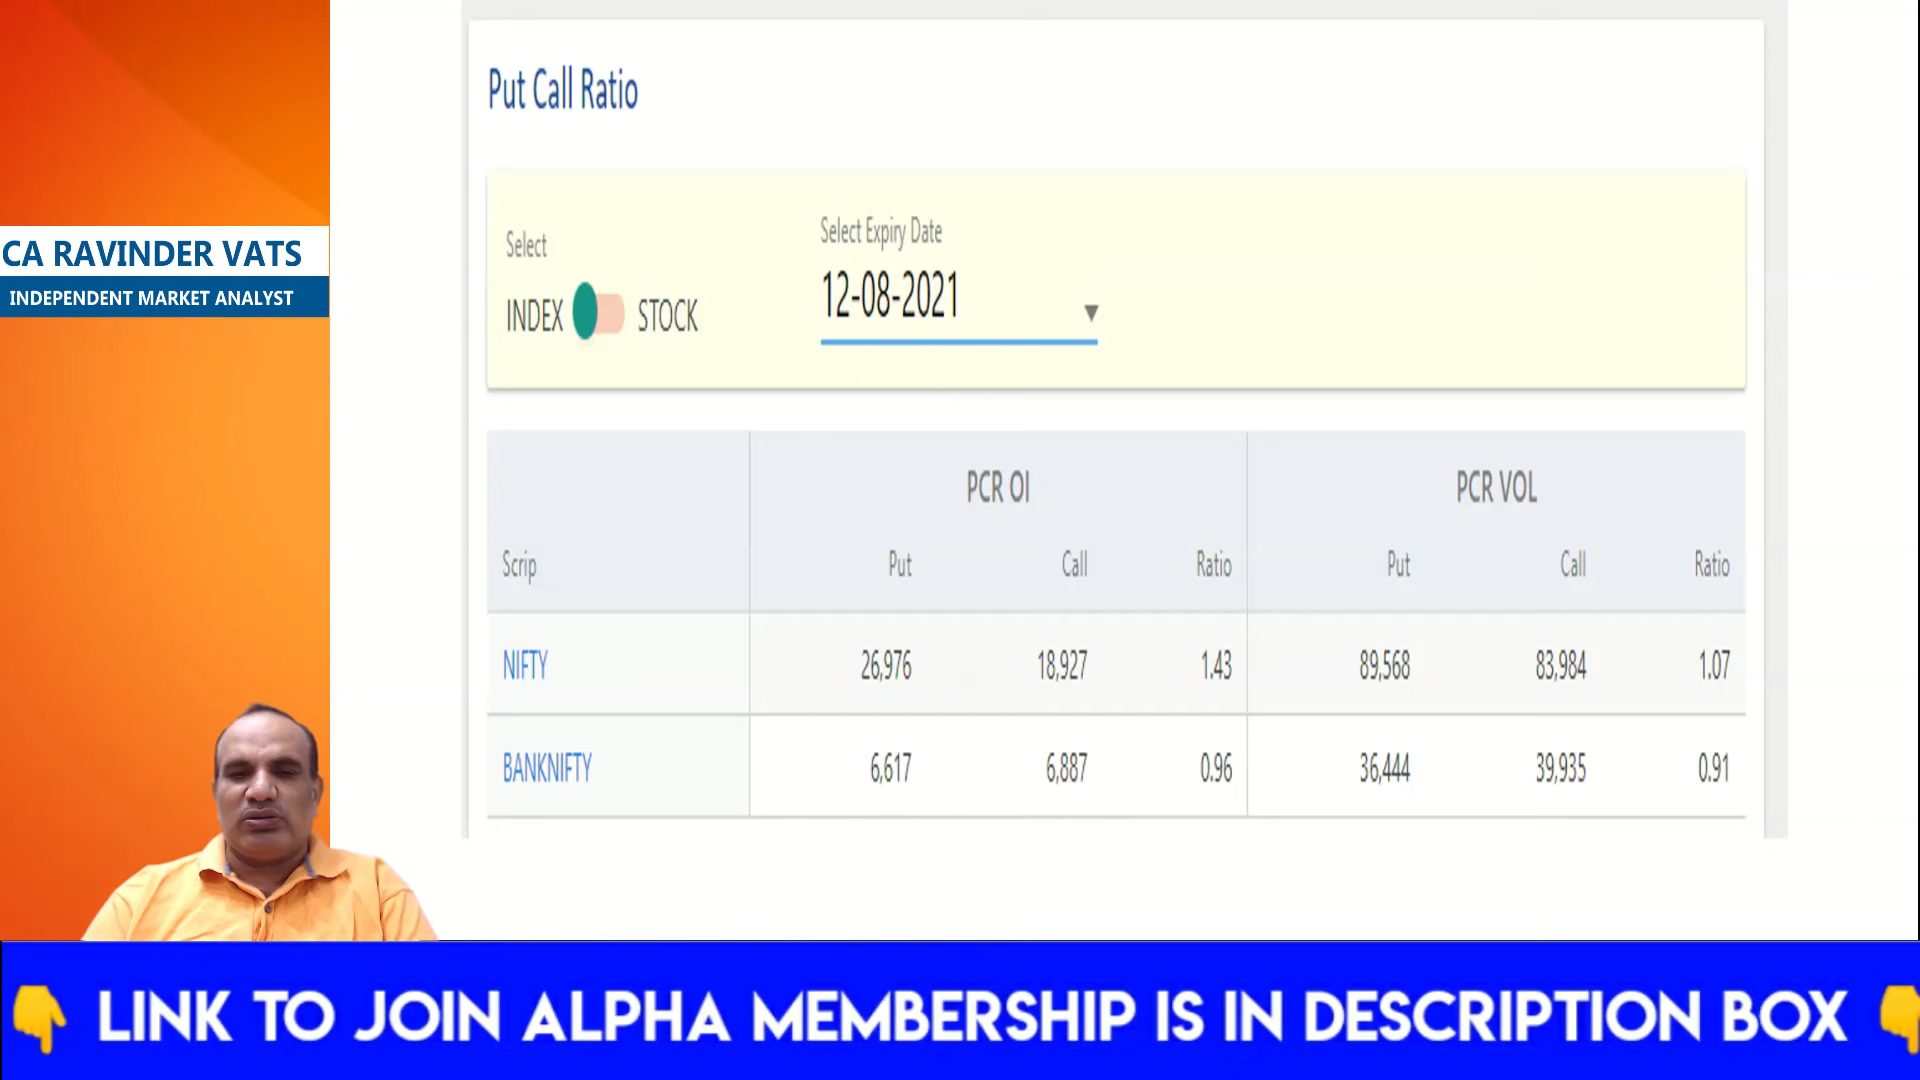 Put Call Ratio
CA RAVINDER VATS
INDEPENDENT MARKET ANALYST
Select
INDEX STOCK
Select Expiry Date
12-08-2021
PCR OI PCR VOL
Scrip Put Call Ratio Put Call Ratio
NIFTY 26,976 18,927 1.43 89,568 83,984 1.07
BANKNIFTY 6,617 6,887 0.96 36,444 39,935 0.91
LINK TO JOIN ALPHA MEMBERSHIP IS IN DESCRIPTION BOX